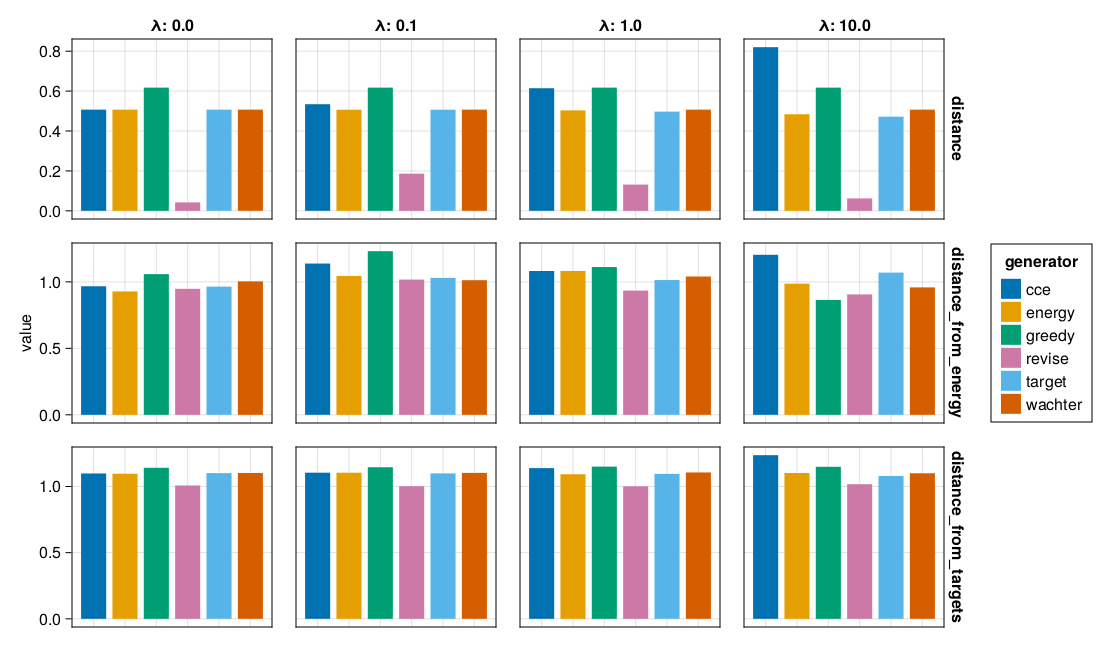 λ: 0.0 λ: 0.1 λ: 1.0 λ: 10.0
0.8
0.6
0.4
0.2
0.0
distance
1.0
0.5
0.0
distance_from_energy
1.0
0.5
0.0
distance_from_targets
value
generator
cce
energy
greedy
revise
target
wachter